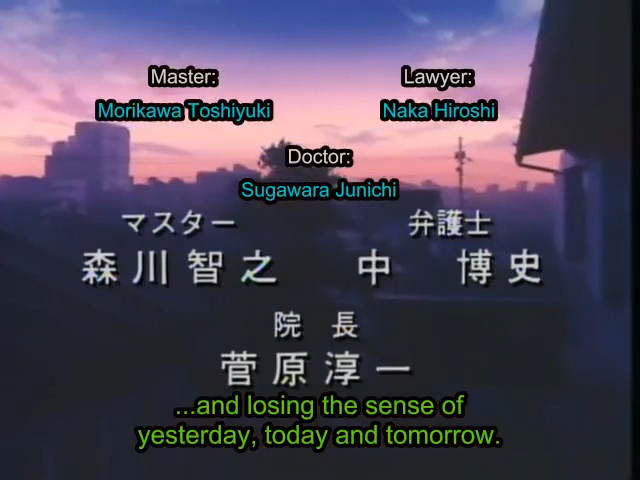 Master: Lawyer:
Morikawa Toshiyuki Naka Hiroshi
Doctor:
Sugawara Junichi
マスター 弁護士
森川智之 中 博史
院長
菅原淳一
...and losing the sense of
yesterday, today and tomorrow.